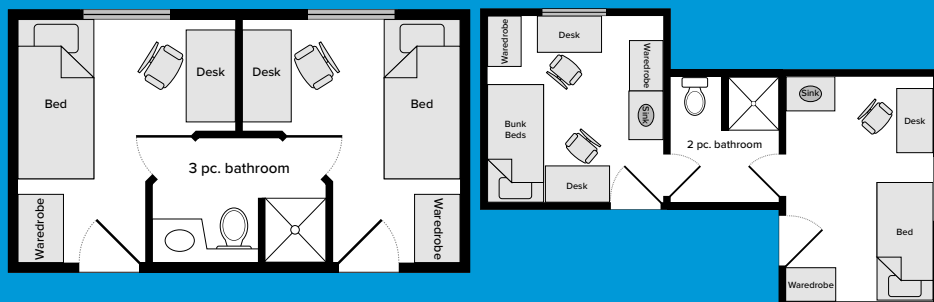 Bed
Desk
Desk
Bed
3 pc. bathroom
Waredrobe
Waredrobe
Waredrobe
Desk
Waredrobe
Sink
Bunk
Beds
Desk
2 pc. bathroom
Sink
Desk
Bed
Waredrobe